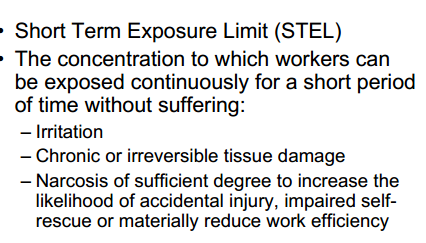 • Short Term Exposure Limit (STEL)
• The concentration to which workers can
be exposed continuously for a short period
of time without suffering:
– Irritation
– Chronic or irreversible tissue damage
– Narcosis of sufficient degree to increase the
likelihood of accidental injury, impaired self-
rescue or materially reduce work efficiency